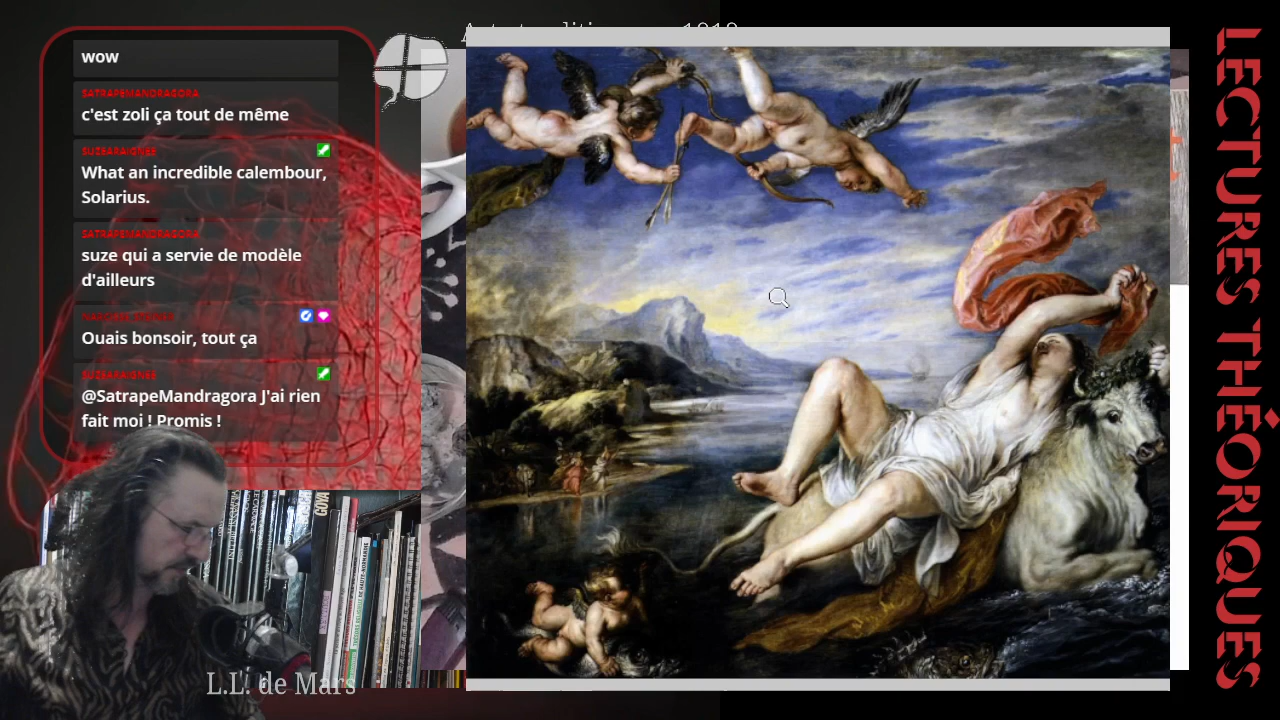 wow
SATRAPEMANDRAGORA
c'est zoli ça tout de même
SUZEARAIGNEE
What an incredible calembour,
Solarius.
SATRAPEMANDRAGORA
suze qui a servie de modèle
d'ailleurs
Ouais bonsoir, tout ça
SUZEARAIGNEE
@SatrapeMandragora J'ai rien
fait moi ! Promis !
GOYA
L.L. de Mars
LECTURES THÉORIQUES